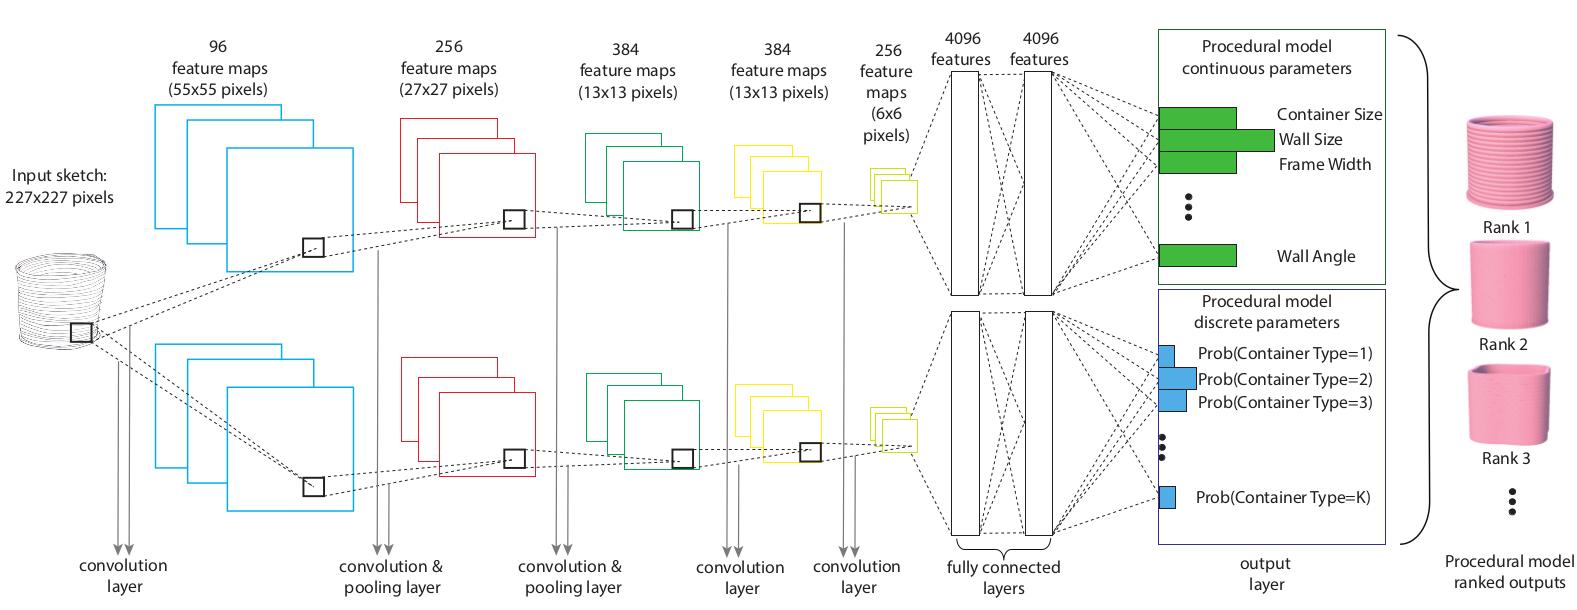 96
feature maps
(55x55 pixels)
256
feature maps
(27x27 pixels)
384
feature maps
(13x13 pixels)
384
feature maps
(13x13 pixels)
256
feature
maps
(6x6
pixels)
4096
features
4096
features
Input sketch:
227x227 pixels
Procedural model
continuous parameters
Container Size
Wall Size
Frame Width
Wall Angle
Procedural model
discrete parameters
Prob(Container Type=1)
Prob(Container Type=2)
Prob(Container Type=3)
Prob(Container Type=K)
Rank 1
Rank 2
Rank 3
convolution
layer
convolution &
pooling layer
convolution &
pooling layer
convolution
layer
convolution
layer
fully connected
layers
output
layer
Procedural model
ranked outputs